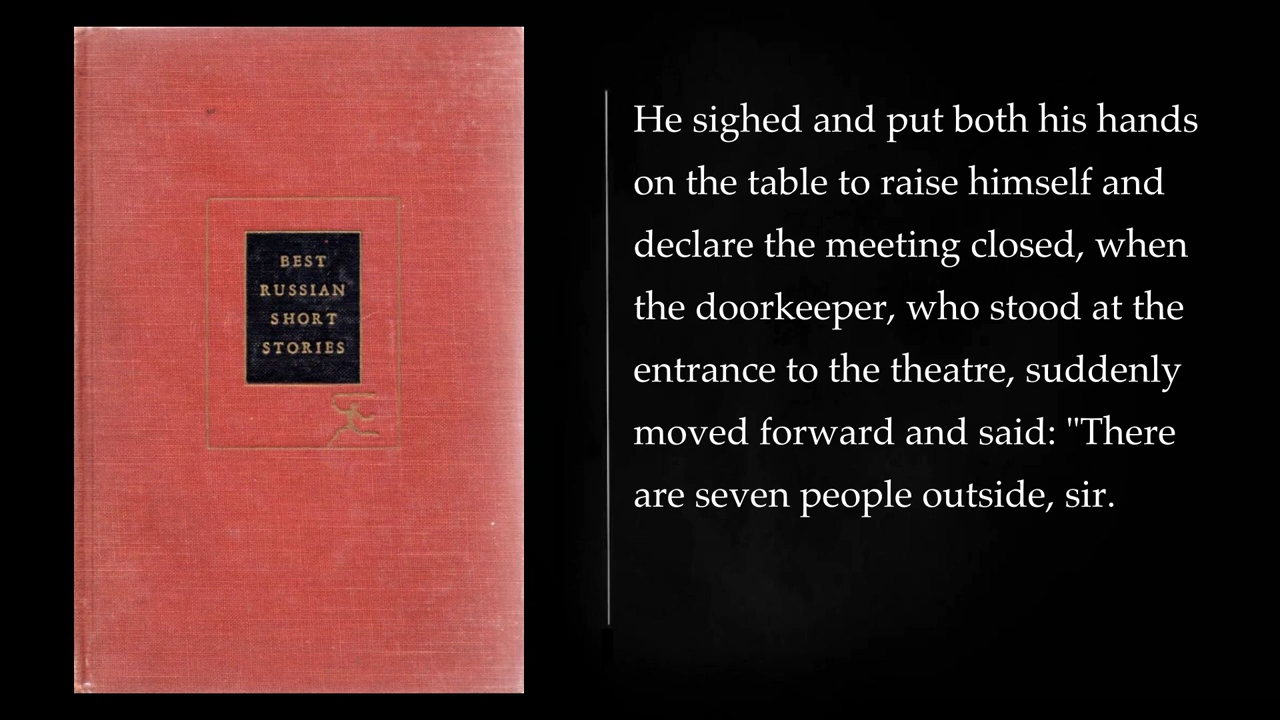 BEST
RUSSIAN
SHORT
STORIES
He sighed and put both his hands
on the table to raise himself and
declare the meeting closed, when
the doorkeeper, who stood at the
entrance to the theatre, suddenly
moved forward and said: "There
are seven people outside, sir.